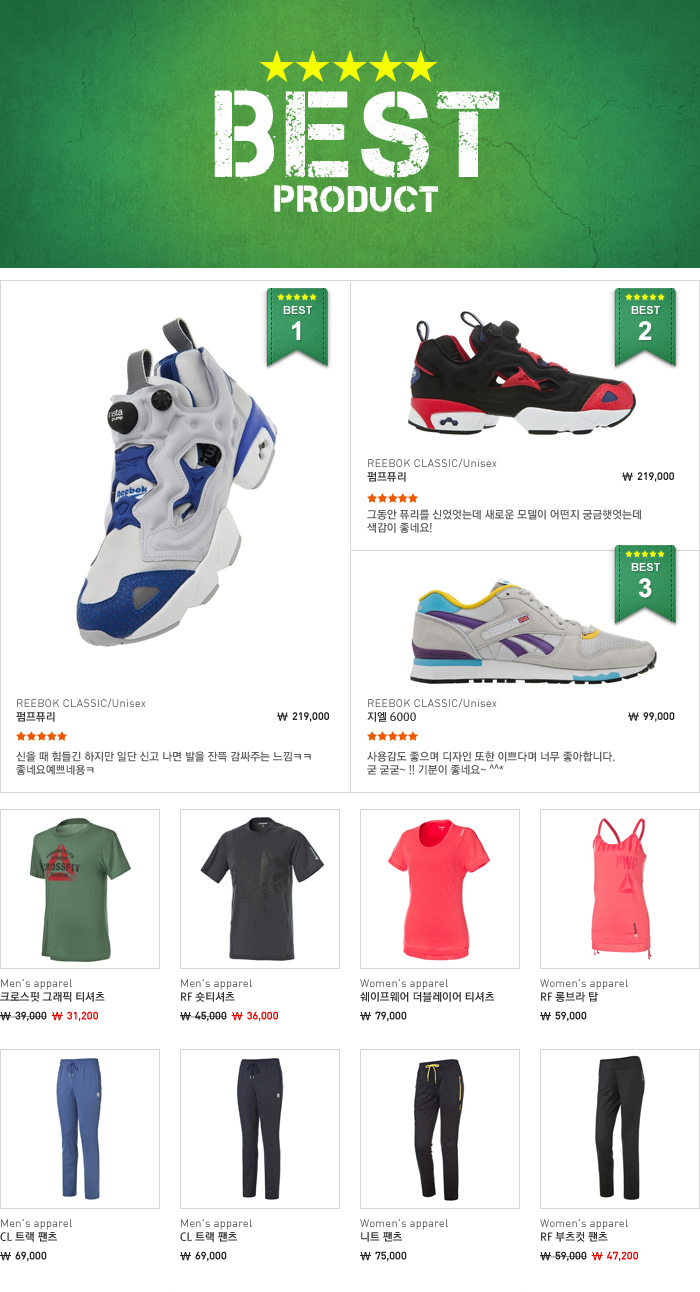 BEST
PRODUCT
BEST
1
Reebok
REEBOK CLASSIC/Unisex
펌프퓨리
₩ 219,000
신을 때 힘들긴 하지만 일단 신고 나면 발을 잔뜩 감싸주는 느낌ㅋㅋ
좋네요예쁘네용ㅋ
BEST
2
REEBOK CLASSIC/Unisex
펌프퓨리
₩ 219,000
그동안 퓨리를 신었엇는데 새로운 모델이 어떤지 궁금햇엇는데
색감이 좋네요!
BEST
3
REEBOK CLASSIC/Unisex
지엘 6000
₩ 99,000
사용감도 좋으며 디자인 또한 이쁘다며 너무 좋아합니다.
굳 굳굳~ !! 기분이 좋네요~ ^^*
Men's apparel
크로스핏 그래픽 티셔츠
₩ 39,000 ₩ 31,200
Men's apparel
RF 숏티셔츠
₩ 45,000 ₩ 36,000
Women's apparel
쉐이프웨어 더블레이어 티셔츠
₩ 79,000
Women's apparel
RF 롱브라 탑
₩ 59,000
Men's apparel
CL 트랙 팬츠
₩ 69,000
Men's apparel
CL 트랙 팬츠
₩ 69,000
Women's apparel
니트 팬츠
₩ 75,000
Women's apparel
RF 부츠컷 팬츠
₩ 59,000 ₩ 47,200